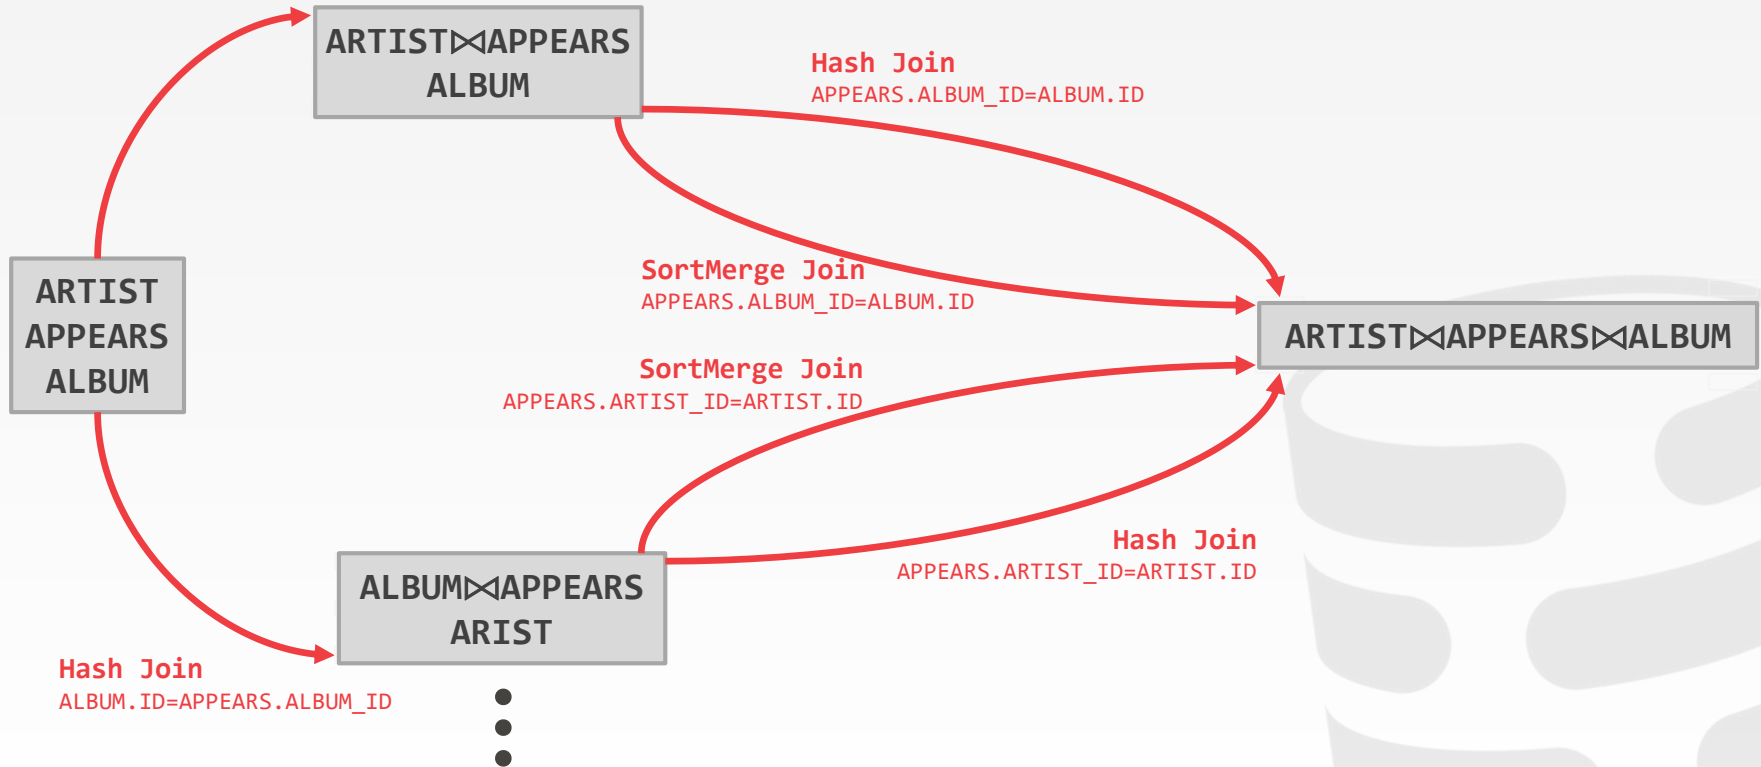 ARTIST⋈APPEARS
ALBUM
Hash Join
APPEARS.ALBUM_ID=ALBUM.ID
ARTIST
APPEARS
ALBUM
SortMerge Join
APPEARS.ALBUM_ID=ALBUM.ID
ARTIST⋈APPEARS⋈ALBUM
SortMerge Join
APPEARS.ARTIST_ID=ARTIST.ID
Hash Join
APPEARS.ARTIST_ID=ARTIST.ID
ALBUM⋈APPEARS
ARIST
Hash Join
ALBUM.ID=APPEARS.ALBUM_ID